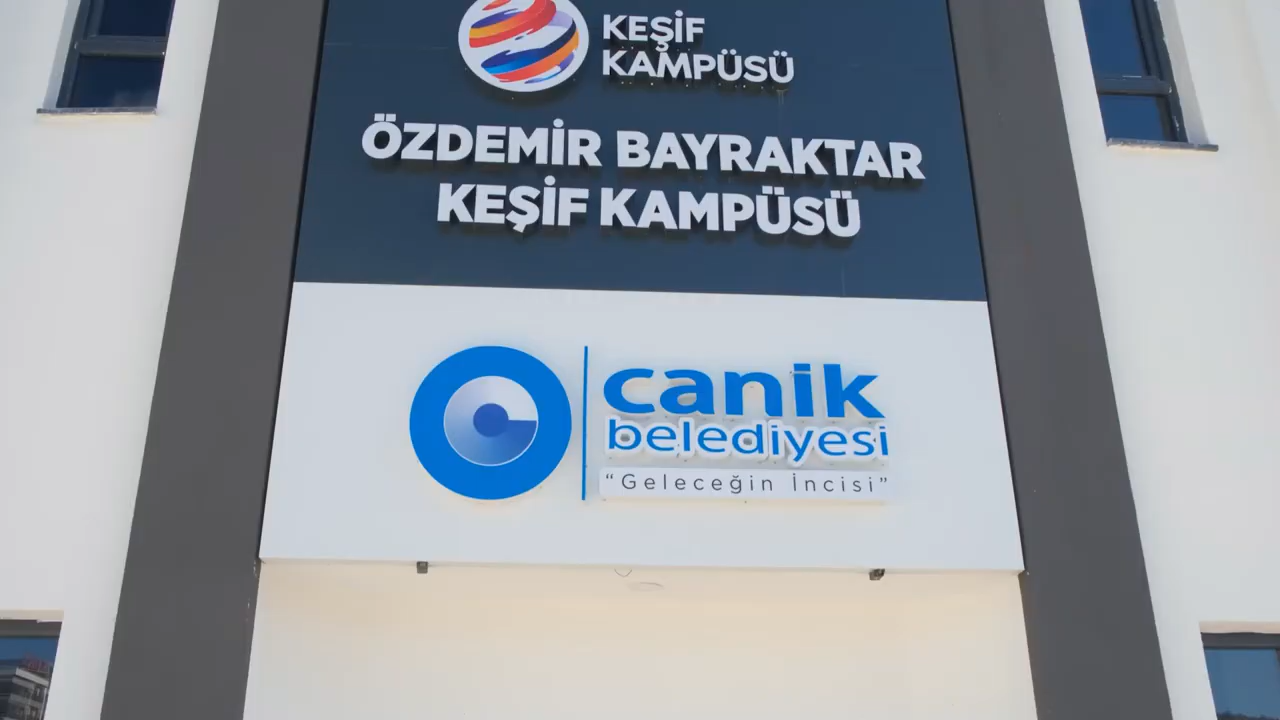 KEŞİF
KAMPÜSÜ
ÖZDEMİR BAYRAKTAR
KEŞİF KAMPÜSÜ
canik
belediyesi
“Geleceğin İncisi”